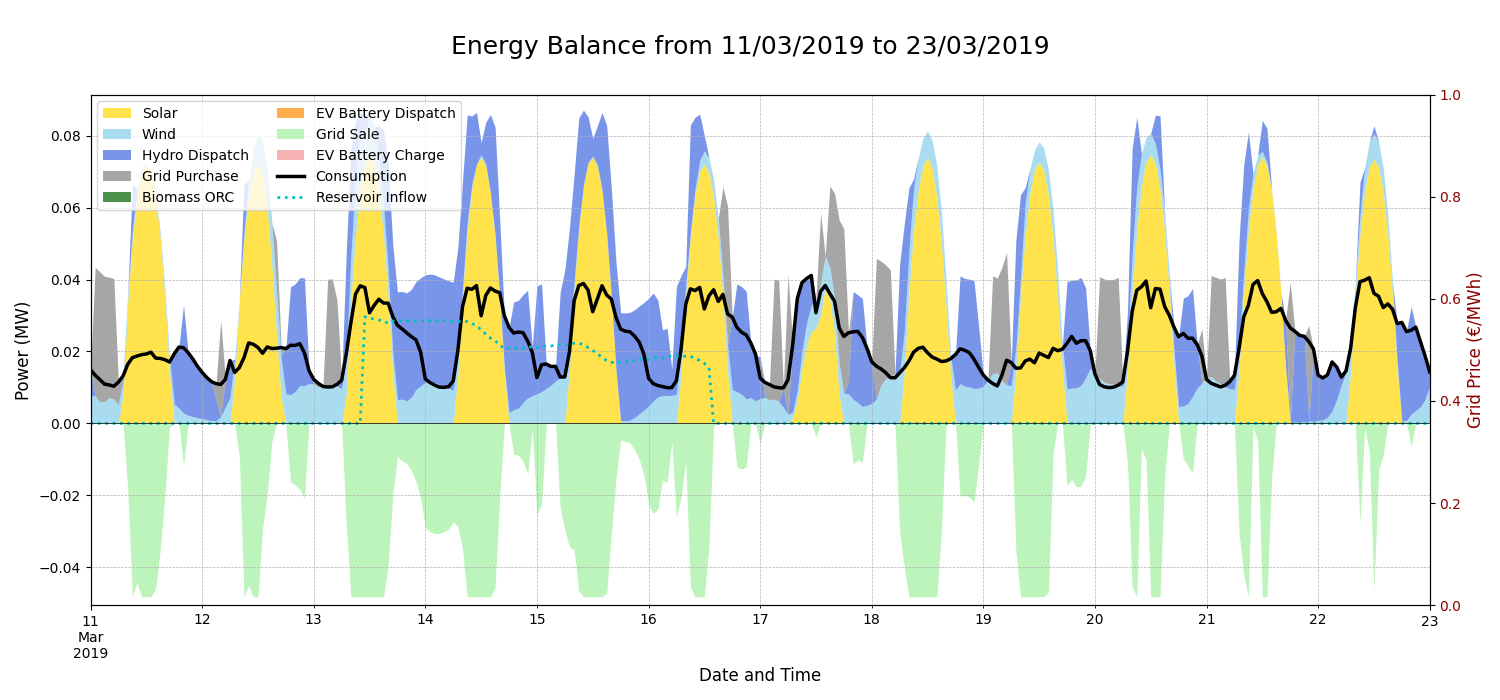 Energy Balance from 11/03/2019 to 23/03/2019
Solar
Wind
Hydro Dispatch
Grid Purchase
Biomass ORC
EV Battery Dispatch
Grid Sale
EV Battery Charge
Consumption
Reservoir Inflow
Power (MW)
0.08
0.06
0.04
0.02
0.00
−0.02
−0.04
Grid Price (€/MWh)
1.0
0.8
0.6
0.4
0.2
0.0
11 12 13 14 15 16 17 18 19 20 21 22 23
Mar
2019
Date and Time